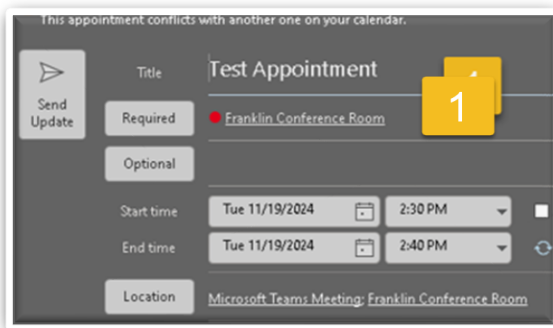 This appointment conflicts with another one on your calendar.
Title Test Appointment
1
Send Update
Required Franklin Conference Room
Optional
Start time Tue 11/19/2024 2:30 PM
End time Tue 11/19/2024 2:40 PM
Location Microsoft Teams Meeting; Franklin Conference Room